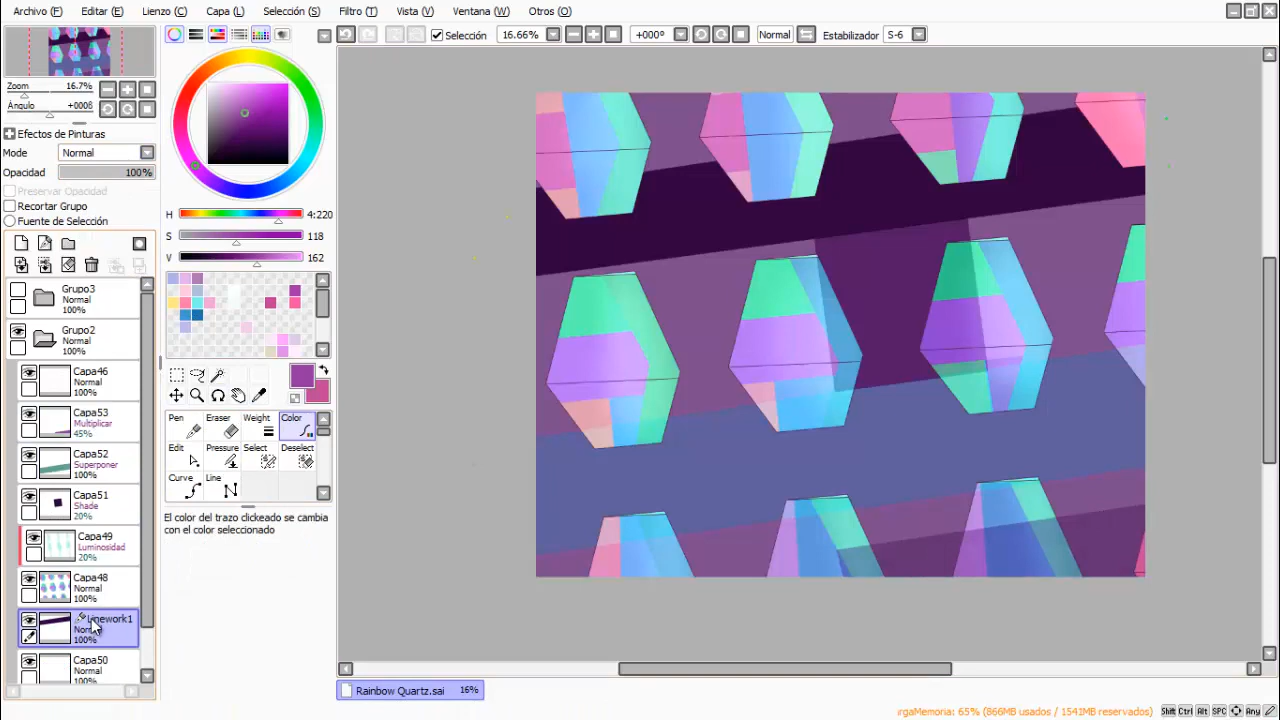 Archivo (F) Editar (E) Lienzo (C) Capa (L) Selección (S) Filtro (T) Vista (V) Ventana (W) Otros (O)
Selección 16.66% +000° Normal Estabilizador S-6
Zoom 16.7%
Ángulo +000ß
Efectos de Pinturas
Modo Normal
Opacidad 100%
Preservar Opacidad
Recortar Grupo
Fuente de Selección
Grupo3
Normal
100%
Grupo2
Normal
100%
Capa46
Normal
100%
Capa53
Multiplicar
45%
Capa52
Superponer
100%
Capa51
Shade
20%
Capa49
Luminosidad
20%
Capa48
Normal
100%
Linework1
Normal
100%
Capa50
Normal
100%
H 4:220
S 118
V 162
Pen Eraser Weight Color
Edit Pressure Select Deselect
Curve Line
El color del trazo clickeado se cambia
con el color seleccionado
Rainbow Quartz.sai 16%
rgaMemoria: 65% (866MB usados / 1541MB reservados) Shift Ctrl Alt SPC Any